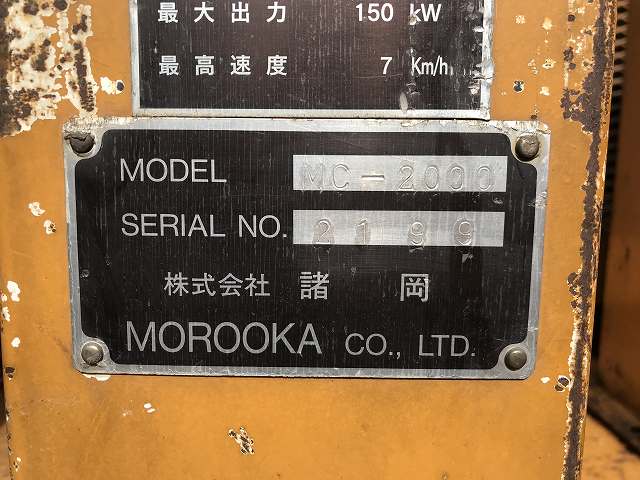 最大出力 150 kW
最高速度 7 Km/h
MODEL MC-2000
SERIAL NO. 2199
株式会社 諸岡
MOROOKA CO., LTD.